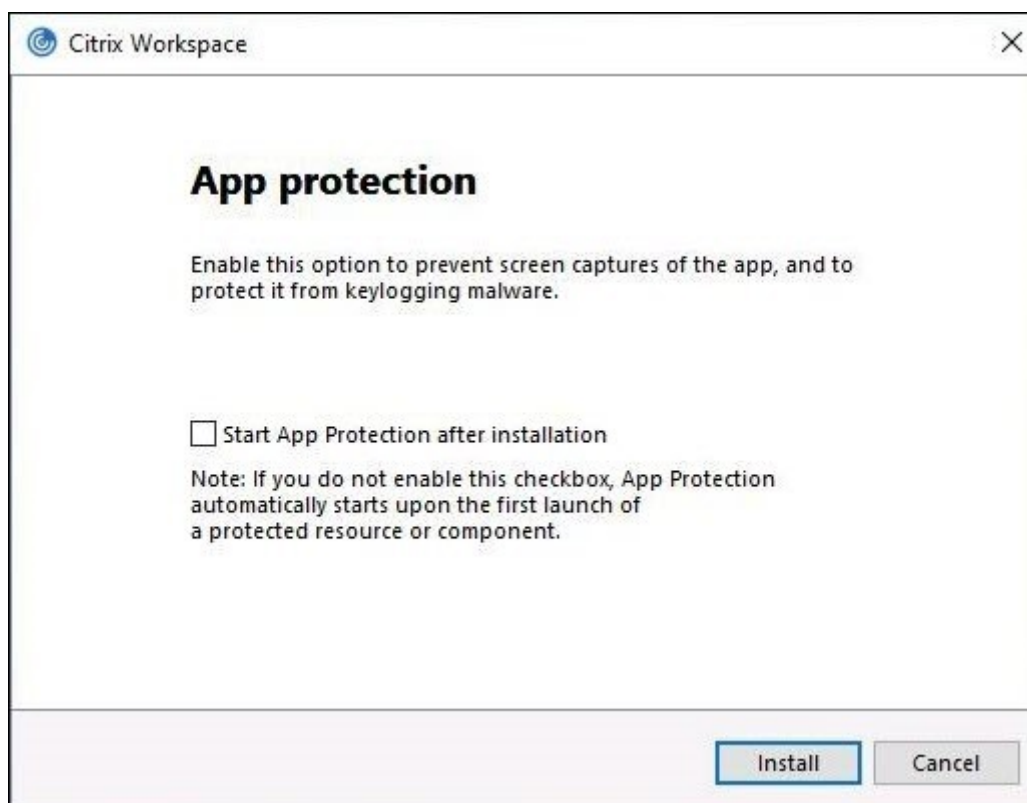 Citrix Workspace
App protection
Enable this option to prevent screen captures of the app, and to
protect it from keylogging malware.
Start App Protection after installation
Note: If you do not enable this checkbox, App Protection
automatically starts upon the first launch of
a protected resource or component.
Install Cancel